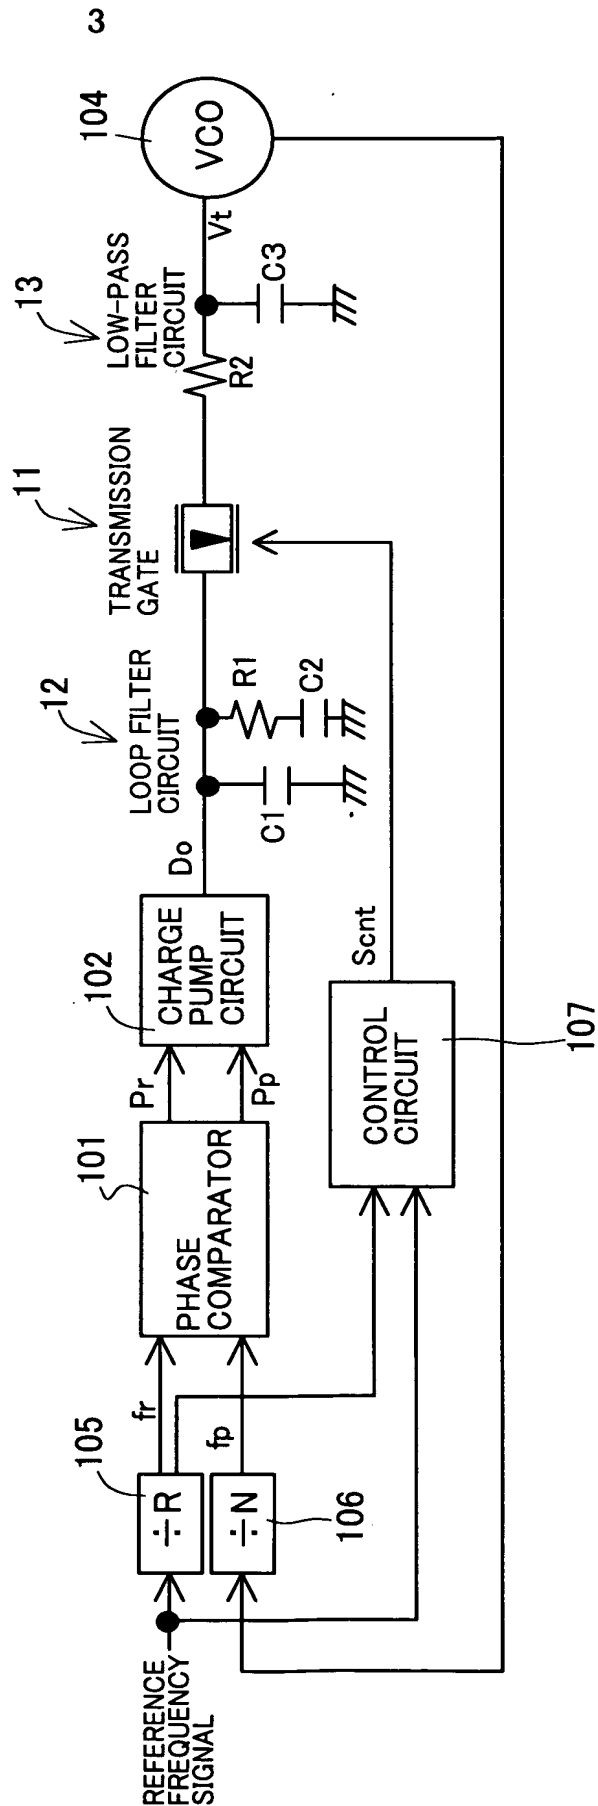 3
REFERENCE
FREQUENCY
SIGNAL
105
÷R
fr
÷N
106
fp
101
PHASE
COMPARATOR
Pr
Pp
102
CHARGE
PUMP
CIRCUIT
Do
12
LOOP FILTER
CIRCUIT
C1
R1
C2
11
TRANSMISSION
GATE
13
LOW-PASS
FILTER
CIRCUIT
R2
C3
Vt
104
VCO
CONTROL
CIRCUIT
107
Scnt